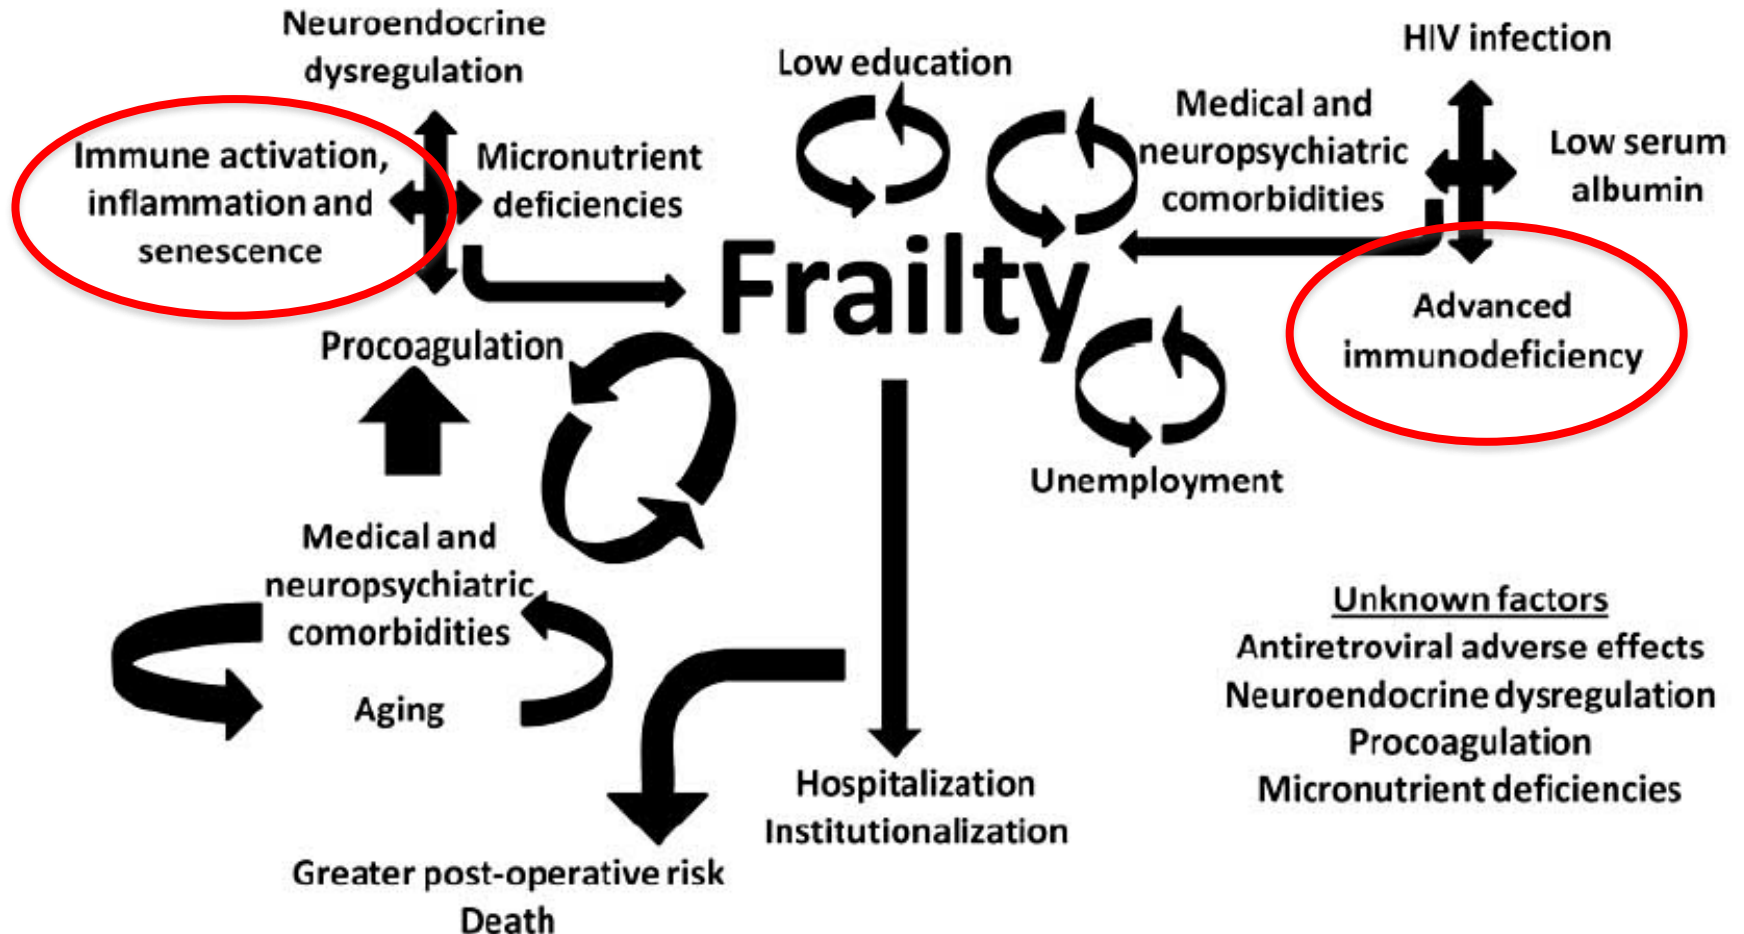 Neuroendocrine
dysregulation
Immune activation,
inflammation and
senescence
Micronutrient
deficiencies
Procoagulation
Medical and
neuropsychiatric
comorbidities
Aging
Low education
Frailty
Medical and
neuropsychiatric
comorbidities
HIV infection
Low serum
albumin
Advanced
immunodeficiency
Unemployment
Hospitalization
Institutionalization
Greater post-operative risk
Death
Unknown factors
Antiretroviral adverse effects
Neuroendocrine dysregulation
Procoagulation
Micronutrient deficiencies